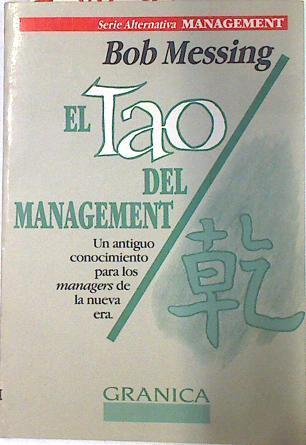 Serie Alternativa MANAGEMENT
Bob Messing
EL Tao
DEL
MANAGEMENT
Un antiguo
conocimiento
para los
managers de
la nueva
era.
乾
GRANICA